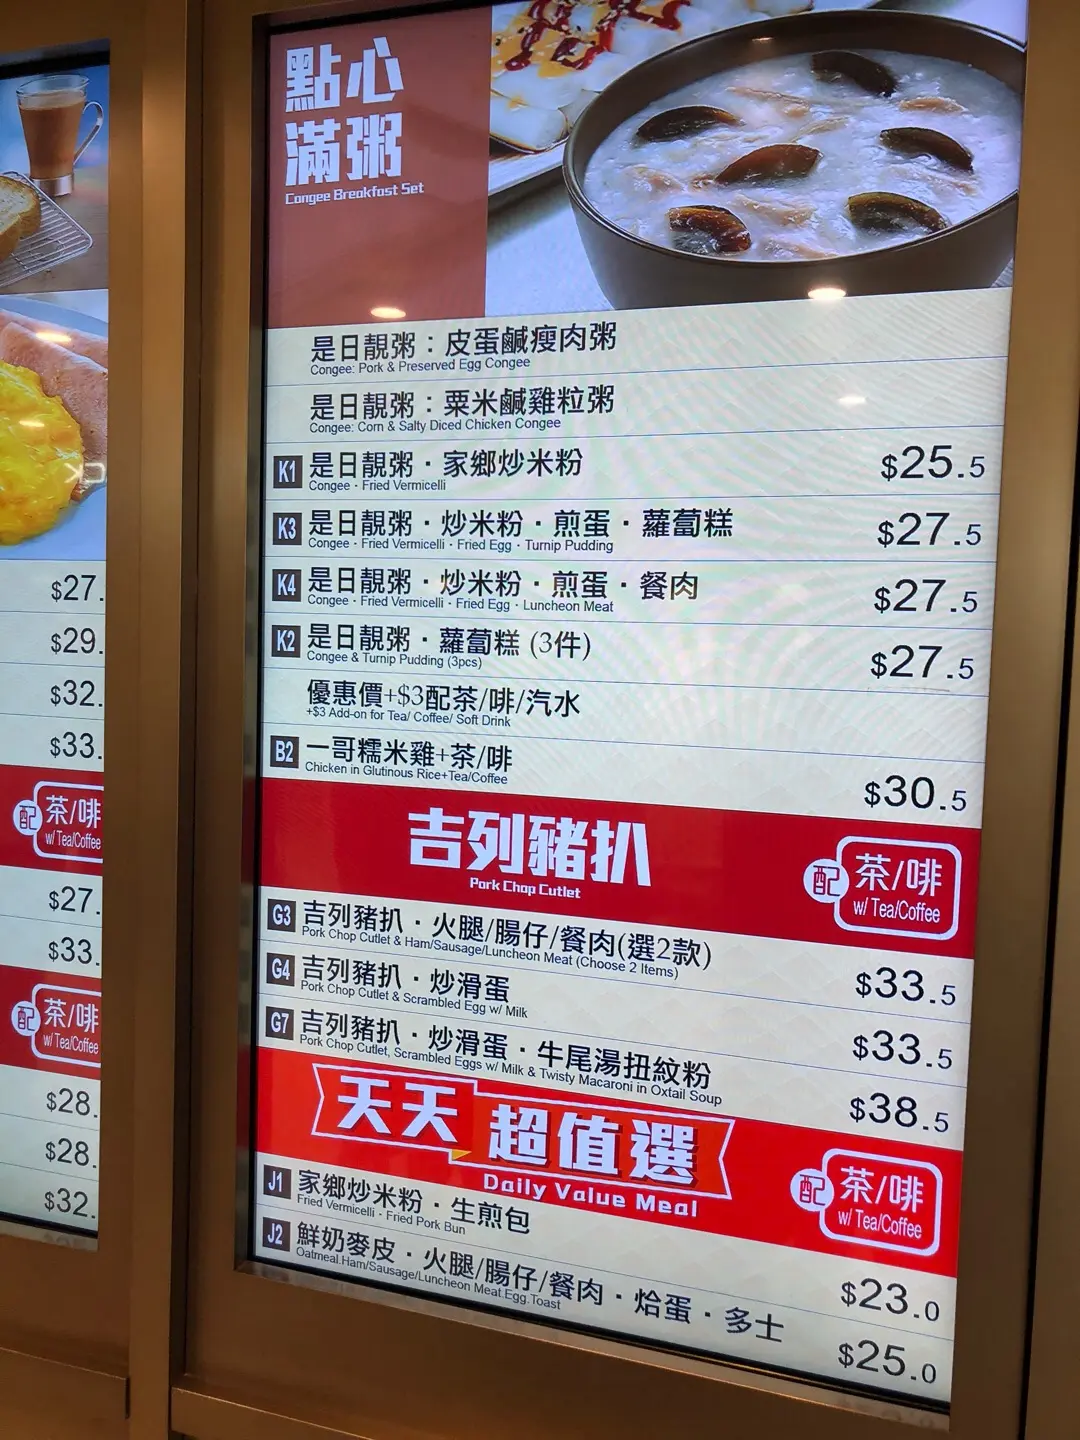 $27.
$29.
$32.
$33.
配 茶/啡
w/ Tea/Coffee
$27.
$33.
配 茶/啡
w/ Tea/Coffee
$28.
$28.
$32.
點心
滿粥
Congee Breakfast Set
是日靚粥：皮蛋鹹瘦肉粥
Congee: Pork & Preserved Egg Congee
是日靚粥：粟米鹹雞粒粥
Congee: Corn & Salty Diced Chicken Congee
K1 是日靚粥・家鄉炒米粉 $25.5
Congee・Fried Vermicelli
K3 是日靚粥・炒米粉・煎蛋・蘿蔔糕 $27.5
Congee・Fried Vermicelli・Fried Egg・Turnip Pudding
K4 是日靚粥・炒米粉・煎蛋・餐肉 $27.5
Congee・Fried Vermicelli・Fried Egg・Luncheon Meat
K2 是日靚粥・蘿蔔糕 (3件) $27.5
Congee & Turnip Pudding (3pcs)
優惠價+$3配茶/啡/汽水
+$3 Add-on for Tea/ Coffee/ Soft Drink
B2 一哥糯米雞+茶/啡 $30.5
Chicken in Glutinous Rice+Tea/Coffee
吉列豬扒
Pork Chop Cutlet
配 茶/啡
w/ Tea/Coffee
G3 吉列豬扒・火腿/腸仔/餐肉(選2款) $33.5
Pork Chop Cutlet & Ham/Sausage/Luncheon Meat (Choose 2 Items)
G4 吉列豬扒・炒滑蛋 $33.5
Pork Chop Cutlet & Scrambled Egg w/ Milk
G7 吉列豬扒・炒滑蛋・牛尾湯扭紋粉 $38.5
Pork Chop Cutlet, Scrambled Eggs w/ Milk & Twisty Macaroni in Oxtail Soup
天天超值選
Daily Value Meal
配 茶/啡
w/ Tea/Coffee
J1 家鄉炒米粉・生煎包 $23.0
Fried Vermicelli・Fried Pork Bun
J2 鮮奶麥皮・火腿/腸仔/餐肉・烚蛋・多士 $25.0
Oatmeal.Ham/Sausage/Luncheon Meat.Egg.Toast